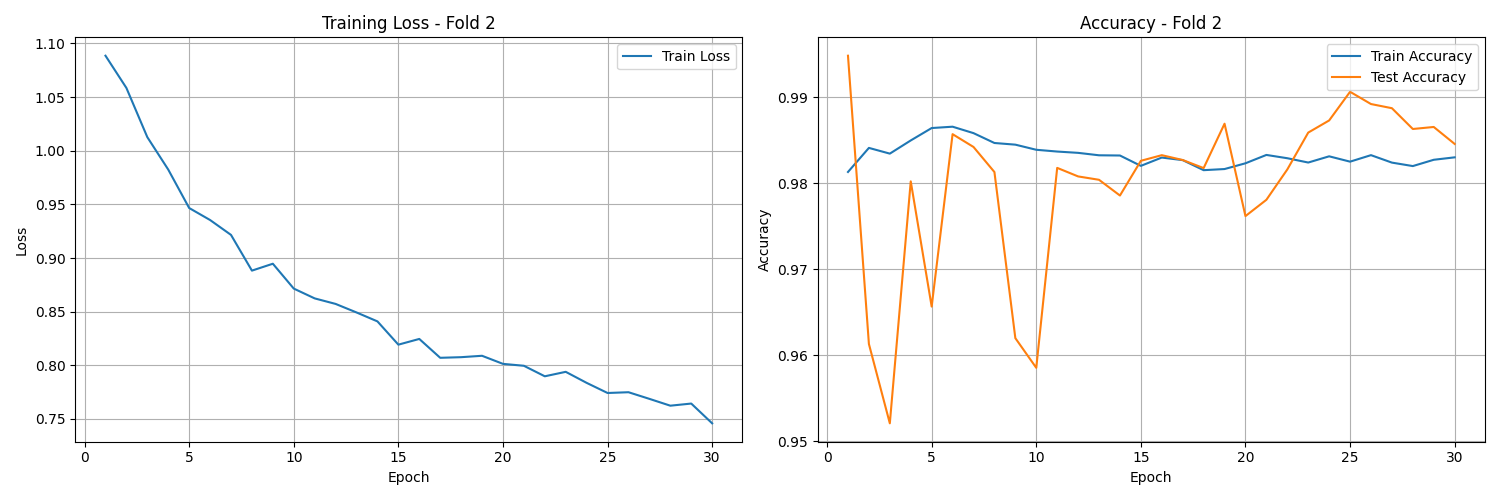 Training Loss - Fold 2
Train Loss
1.10
1.05
1.00
0.95
0.90
0.85
0.80
0.75
Loss
0 5 10 15 20 25 30
Epoch
Accuracy - Fold 2
Train Accuracy
Test Accuracy
0.99
0.98
0.97
0.96
0.95
Accuracy
0 5 10 15 20 25 30
Epoch